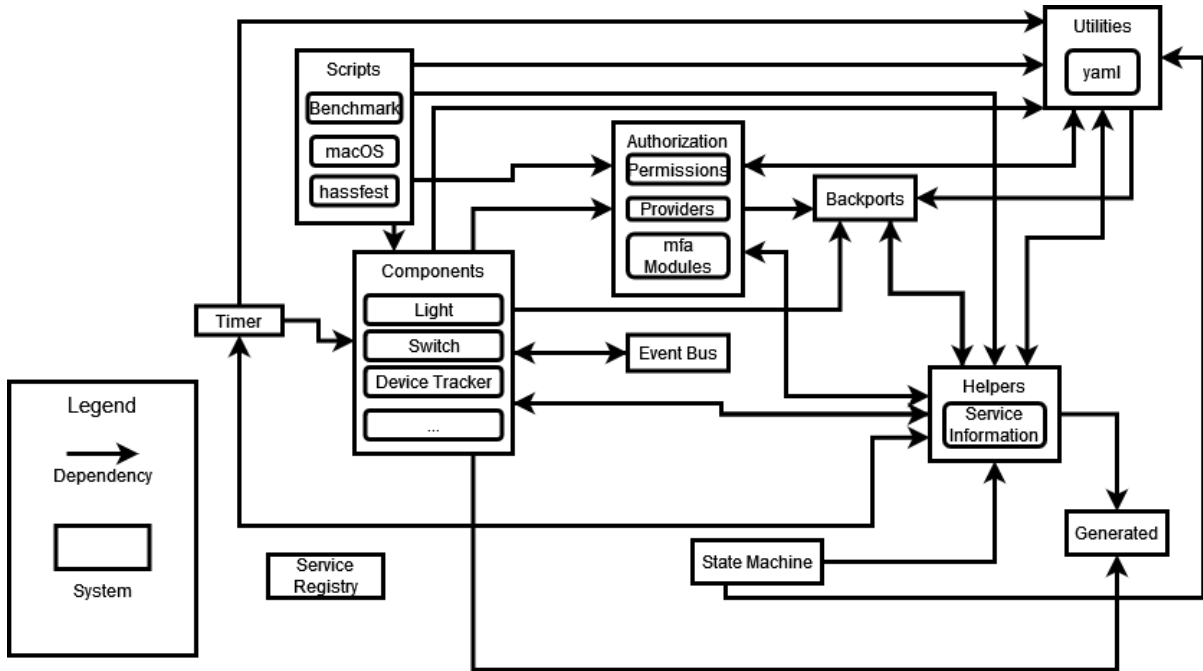 Utilities
yaml
Scripts
Benchmark
macOS
hassfest
Authorization
Permissions
Providers
mfa
Modules
Backports
Components
Light
Switch
Device Tracker
...
Timer
Event Bus
Helpers
Service
Information
Legend
Dependency
System
Service
Registry
State Machine
Generated